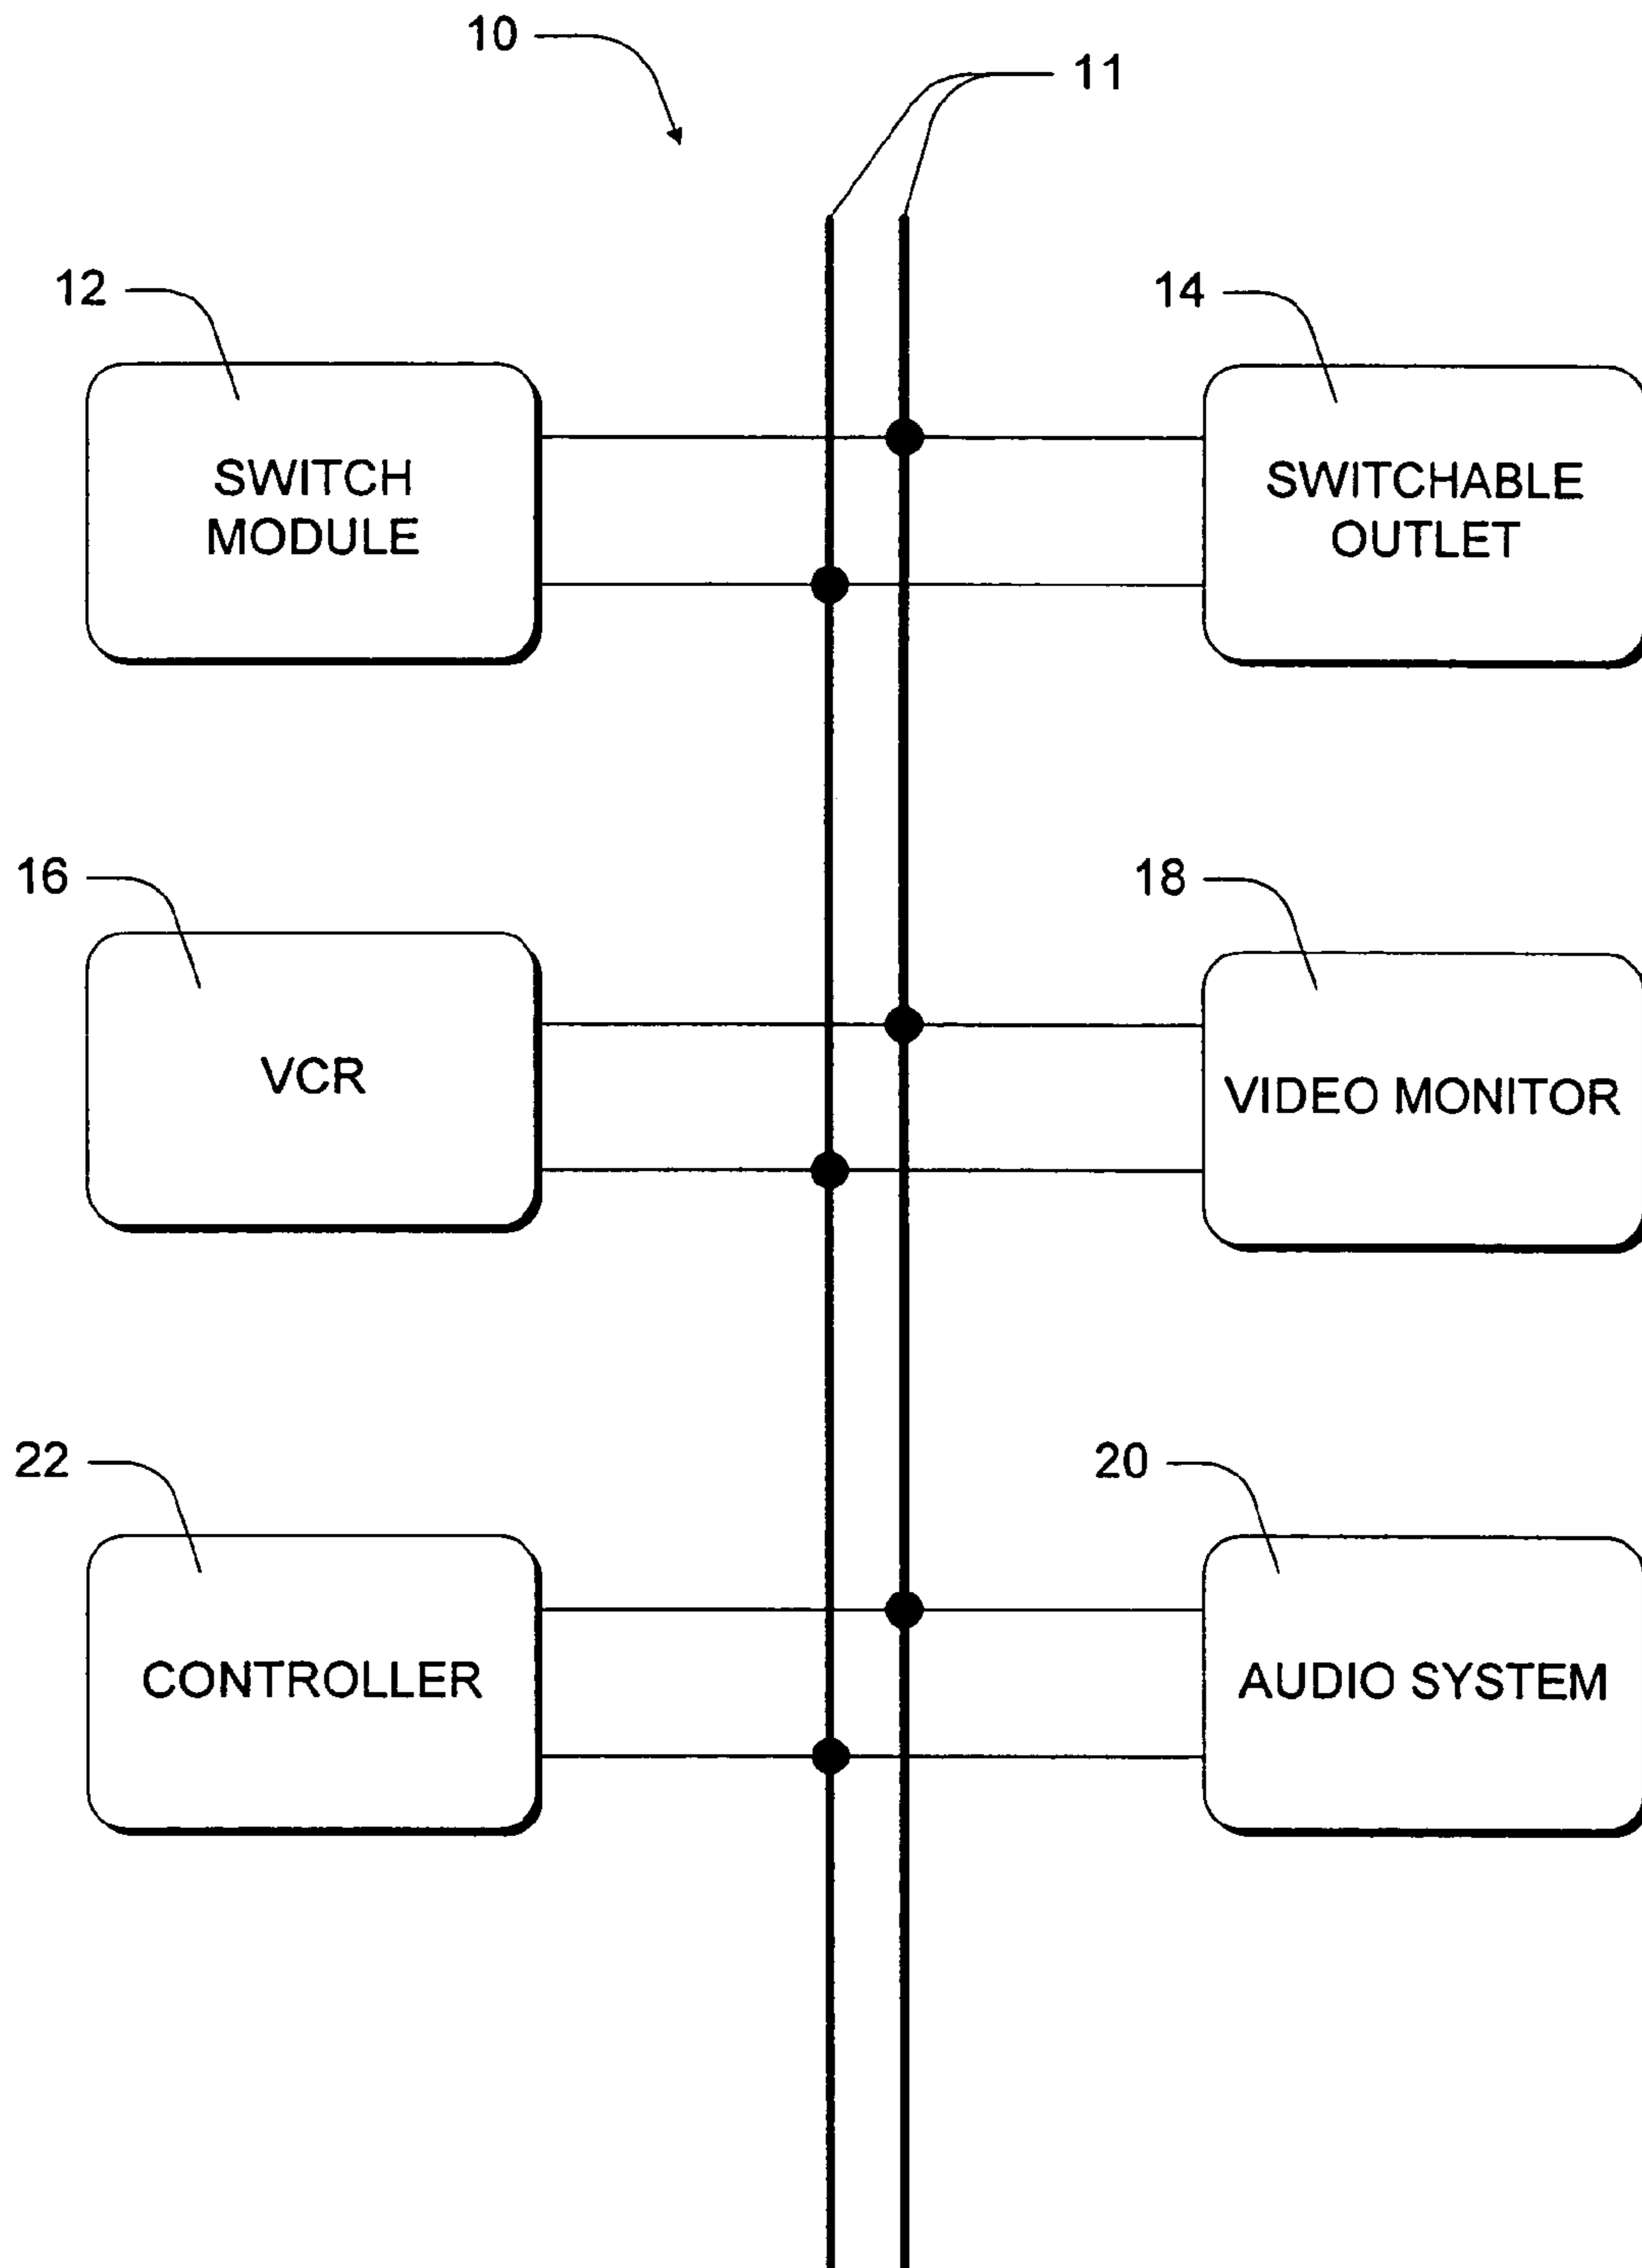 10
11
12
14
SWITCH
MODULE
SWITCHABLE
OUTLET
16
18
VCR
VIDEO MONITOR
22
20
CONTROLLER
AUDIO SYSTEM